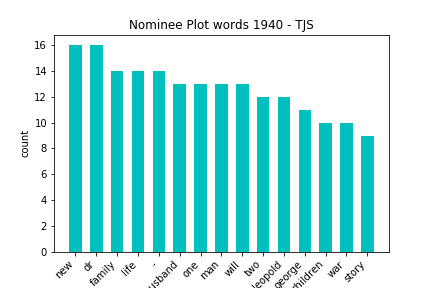 Nominee Plot words 1940 - TJS
16
14
12
10
8
6
4
2
0
count
new
dr
family
life
-
usband
one
man
will
two
leopold
george
hildren
war
story